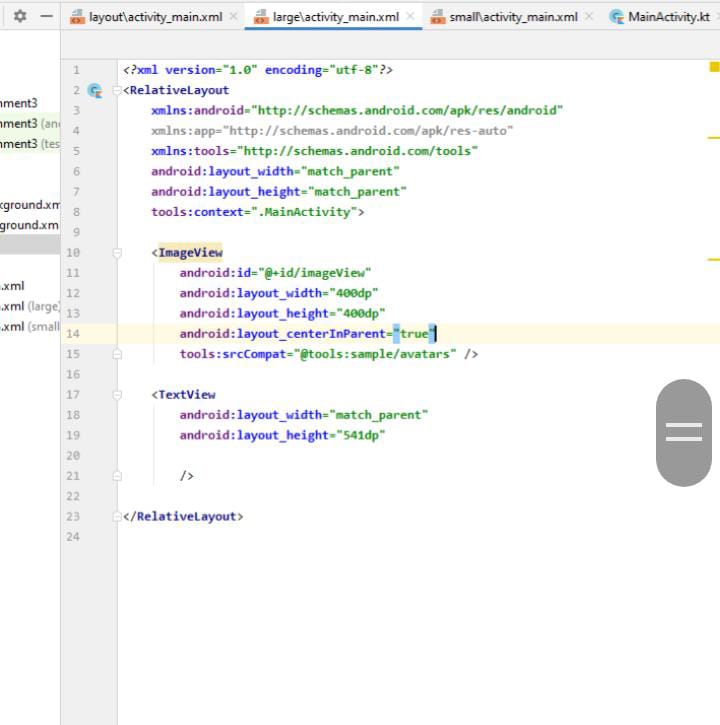 layout\activity_main.xml
large\activity_main.xml
small\activity_main.xml
MainActivity.kt
nment3
nment3 (an
nment3 (tes
kground.xm
ground.xm
.xml
.xml (large)
.xml (small
1 <?xml version="1.0" encoding="utf-8"?>
2 <RelativeLayout
3 xmlns:android="http://schemas.android.com/apk/res/android"
4 xmlns:app="http://schemas.android.com/apk/res-auto"
5 xmlns:tools="http://schemas.android.com/tools"
6 android:layout_width="match_parent"
7 android:layout_height="match_parent"
8 tools:context=".MainActivity">
9
10 <ImageView
11 android:id="@+id/imageView"
12 android:layout_width="400dp"
13 android:layout_height="400dp"
14 android:layout_centerInParent="true"
15 tools:srcCompat="@tools:sample/avatars" />
16
17 <TextView
18 android:layout_width="match_parent"
19 android:layout_height="541dp"
20
21 />
22
23 </RelativeLayout>
24